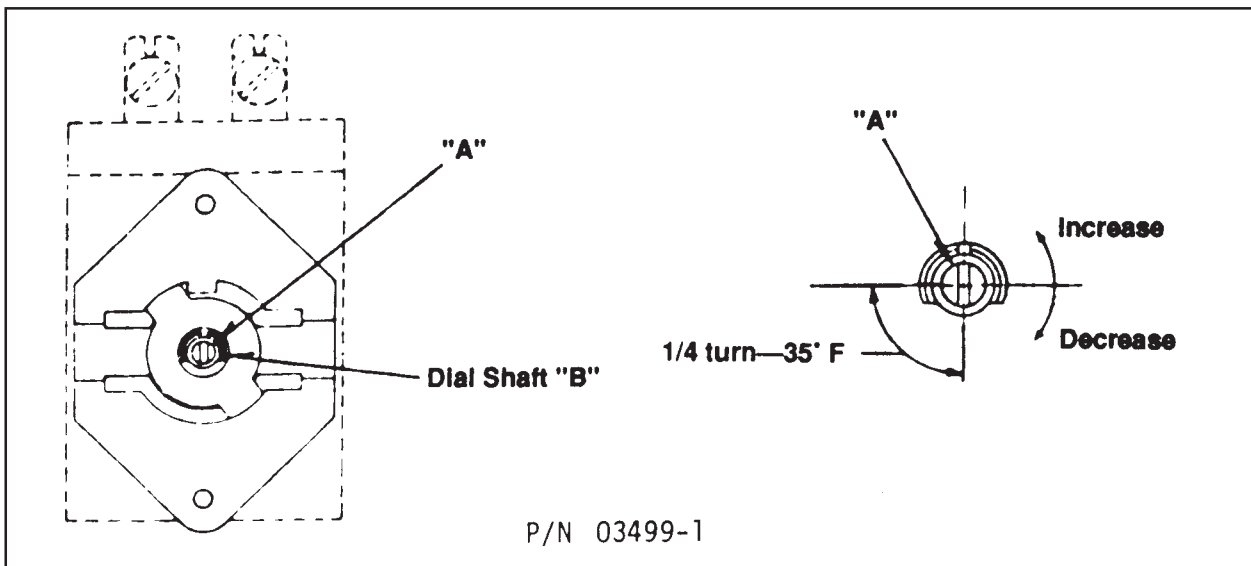 "A"
Dial Shaft "B"
"A"
Increase
Decrease
1/4 turn—35° F
P/N 03499-1